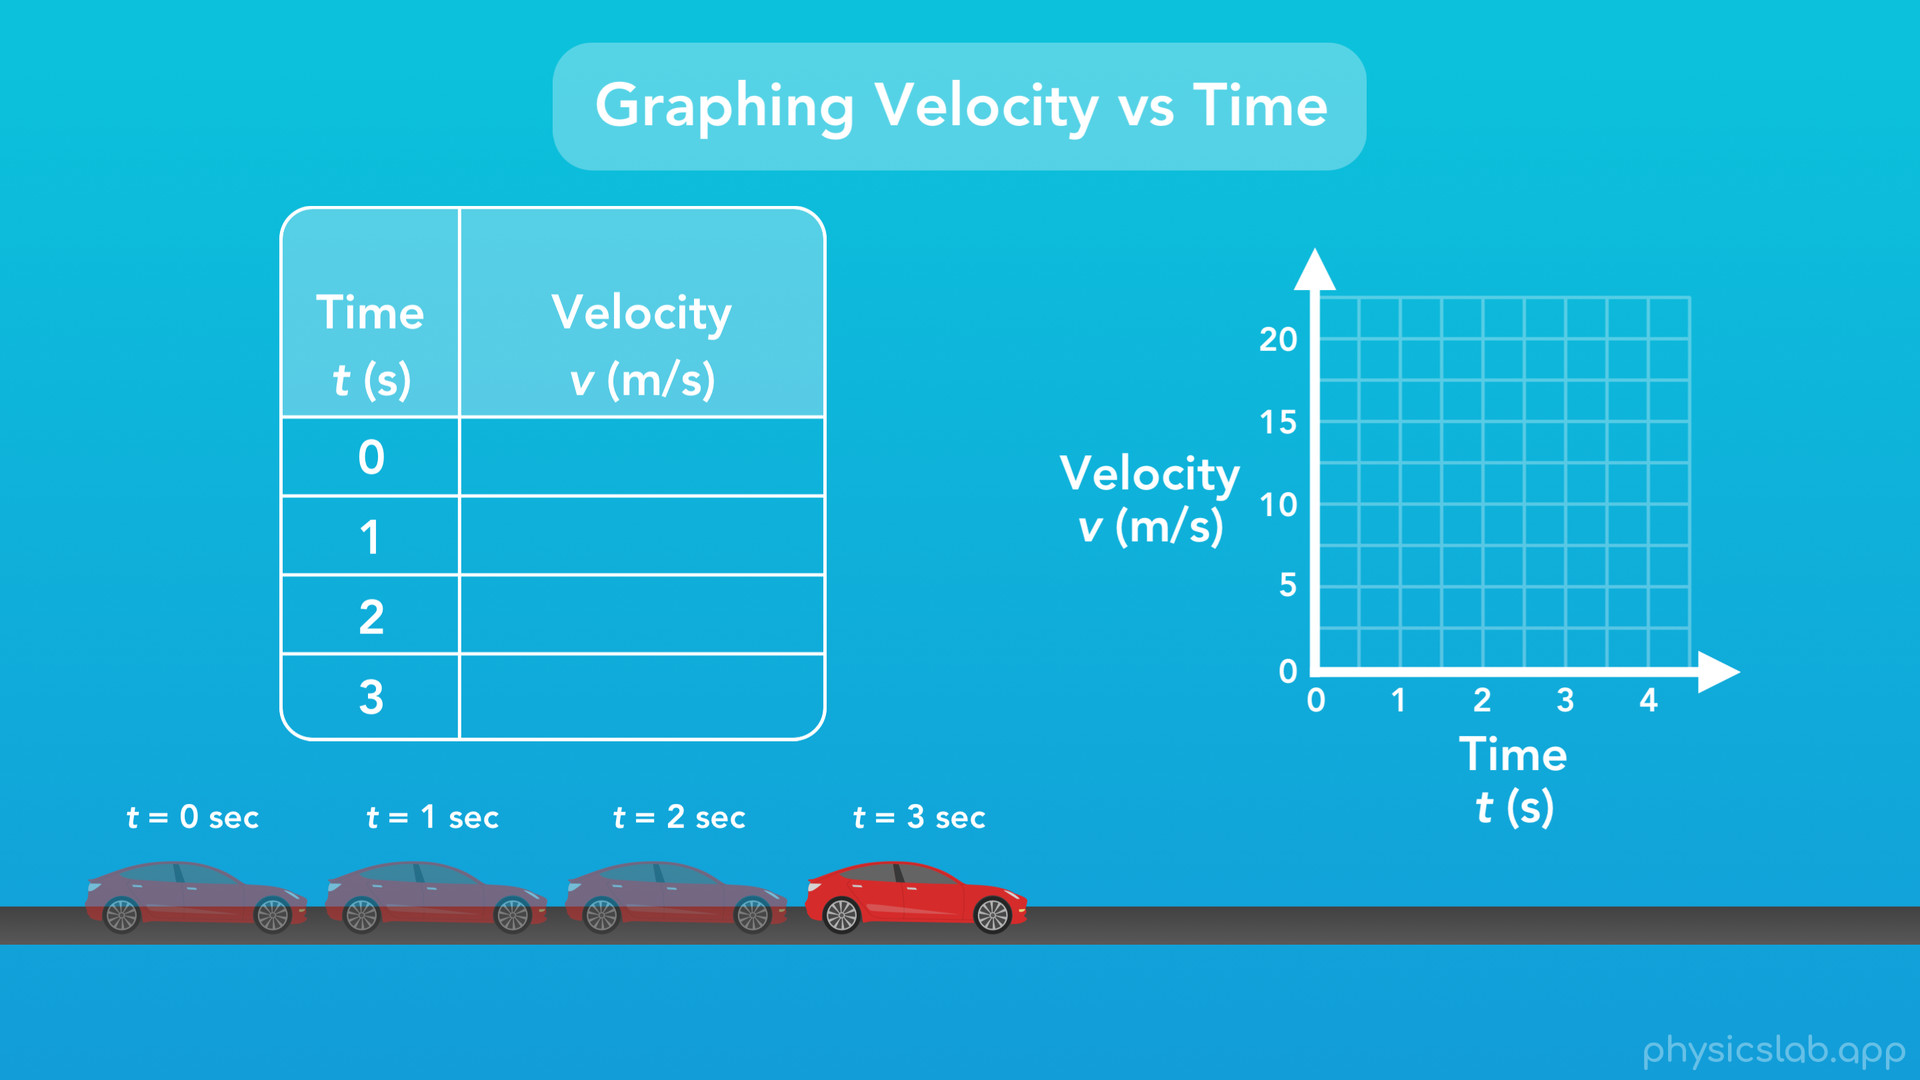 Graphing Velocity vs Time
Time
t (s)
Velocity
v (m/s)
0
1
2
3
Velocity
v (m/s)
20
15
10
5
0
0 1 2 3 4
Time
t (s)
t = 0 sec
t = 1 sec
t = 2 sec
t = 3 sec
physicslab.app